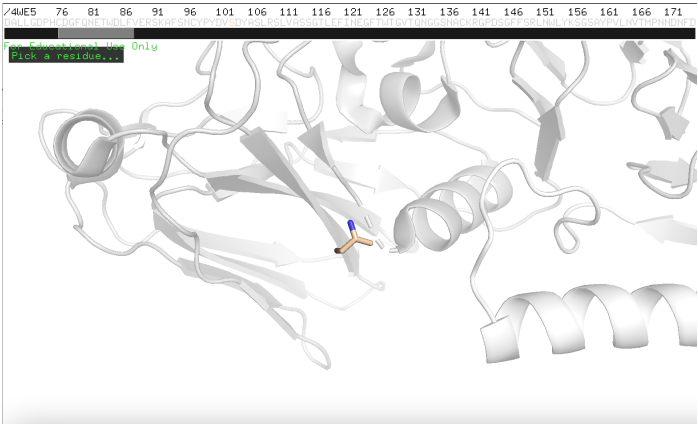 /4WE5 76 81 86 91 96 101 106 111 116 121 126 131 136 141 146 151 156 161 166 171
DALLGDPHCDGFQNETWDLFVERSKAFSNCYPYDVSDYASLRSLVASSGTLEFINEGFTWTGVTQNGGSNACKRGPDSGFFSRLNWLYKSGSAYPVLNVTMPNNDNFD
For Educational Use Only
Pick a residue...